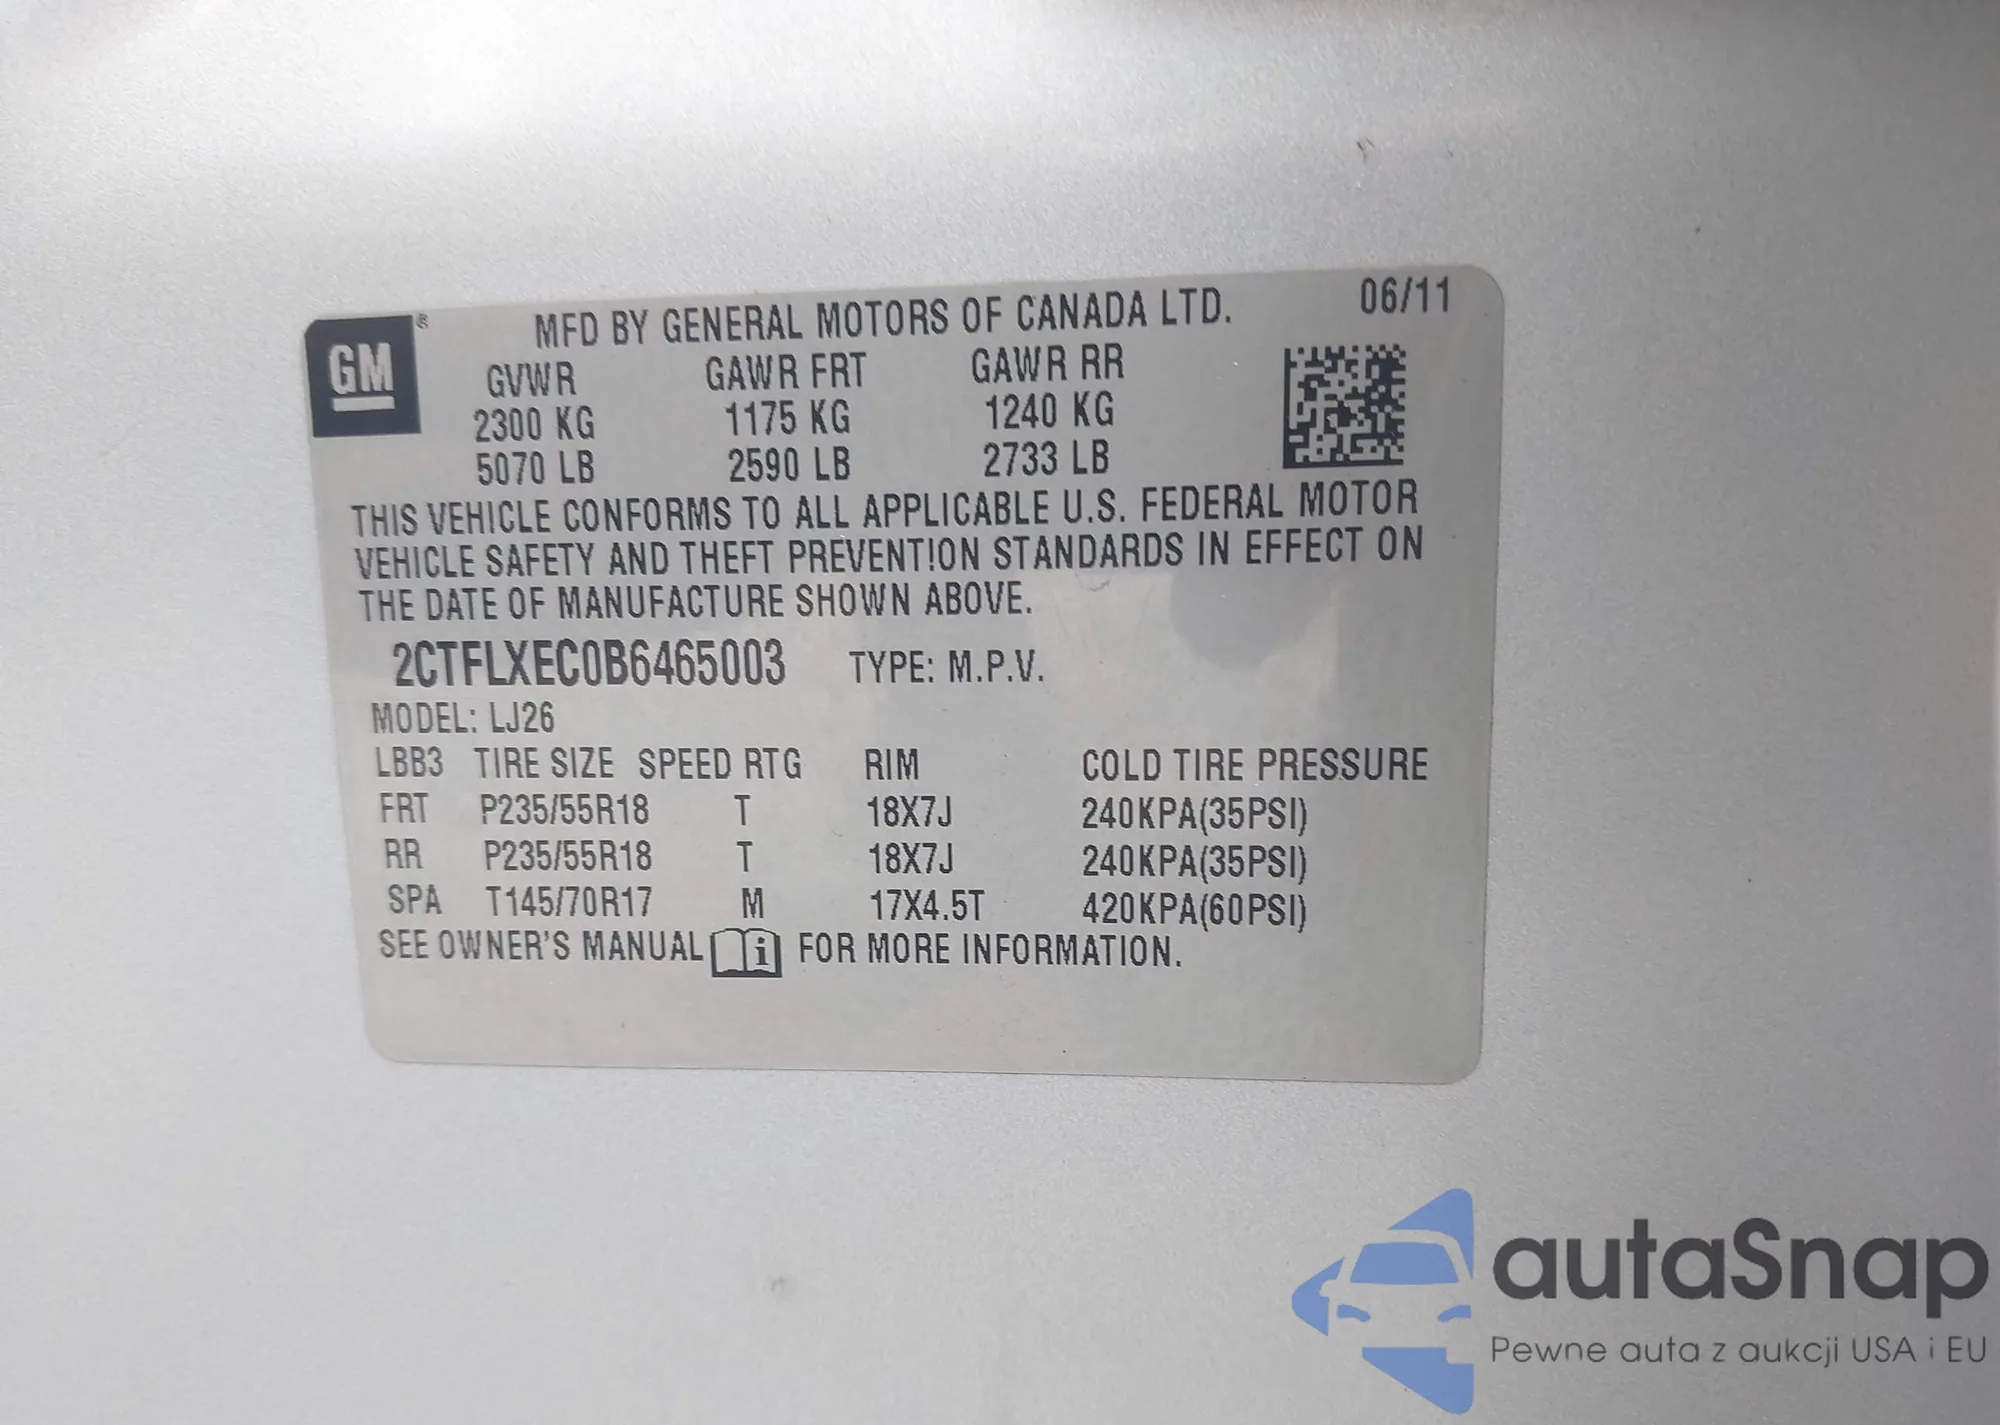 GM ®
MFD BY GENERAL MOTORS OF CANADA LTD. 06/11
GVWR GAWR FRT GAWR RR
2300 KG 1175 KG 1240 KG
5070 LB 2590 LB 2733 LB
THIS VEHICLE CONFORMS TO ALL APPLICABLE U.S. FEDERAL MOTOR
VEHICLE SAFETY AND THEFT PREVENT!ON STANDARDS IN EFFECT ON
THE DATE OF MANUFACTURE SHOWN ABOVE.
2CTFLXEC0B6465003 TYPE: M.P.V.
MODEL: LJ26
LBB3 TIRE SIZE SPEED RTG RIM COLD TIRE PRESSURE
FRT P235/55R18 T 18X7J 240KPA(35PSI)
RR P235/55R18 T 18X7J 240KPA(35PSI)
SPA T145/70R17 M 17X4.5T 420KPA(60PSI)
SEE OWNER'S MANUAL i FOR MORE INFORMATION.
autaSnap
Pewne auta z aukcji USA i EU